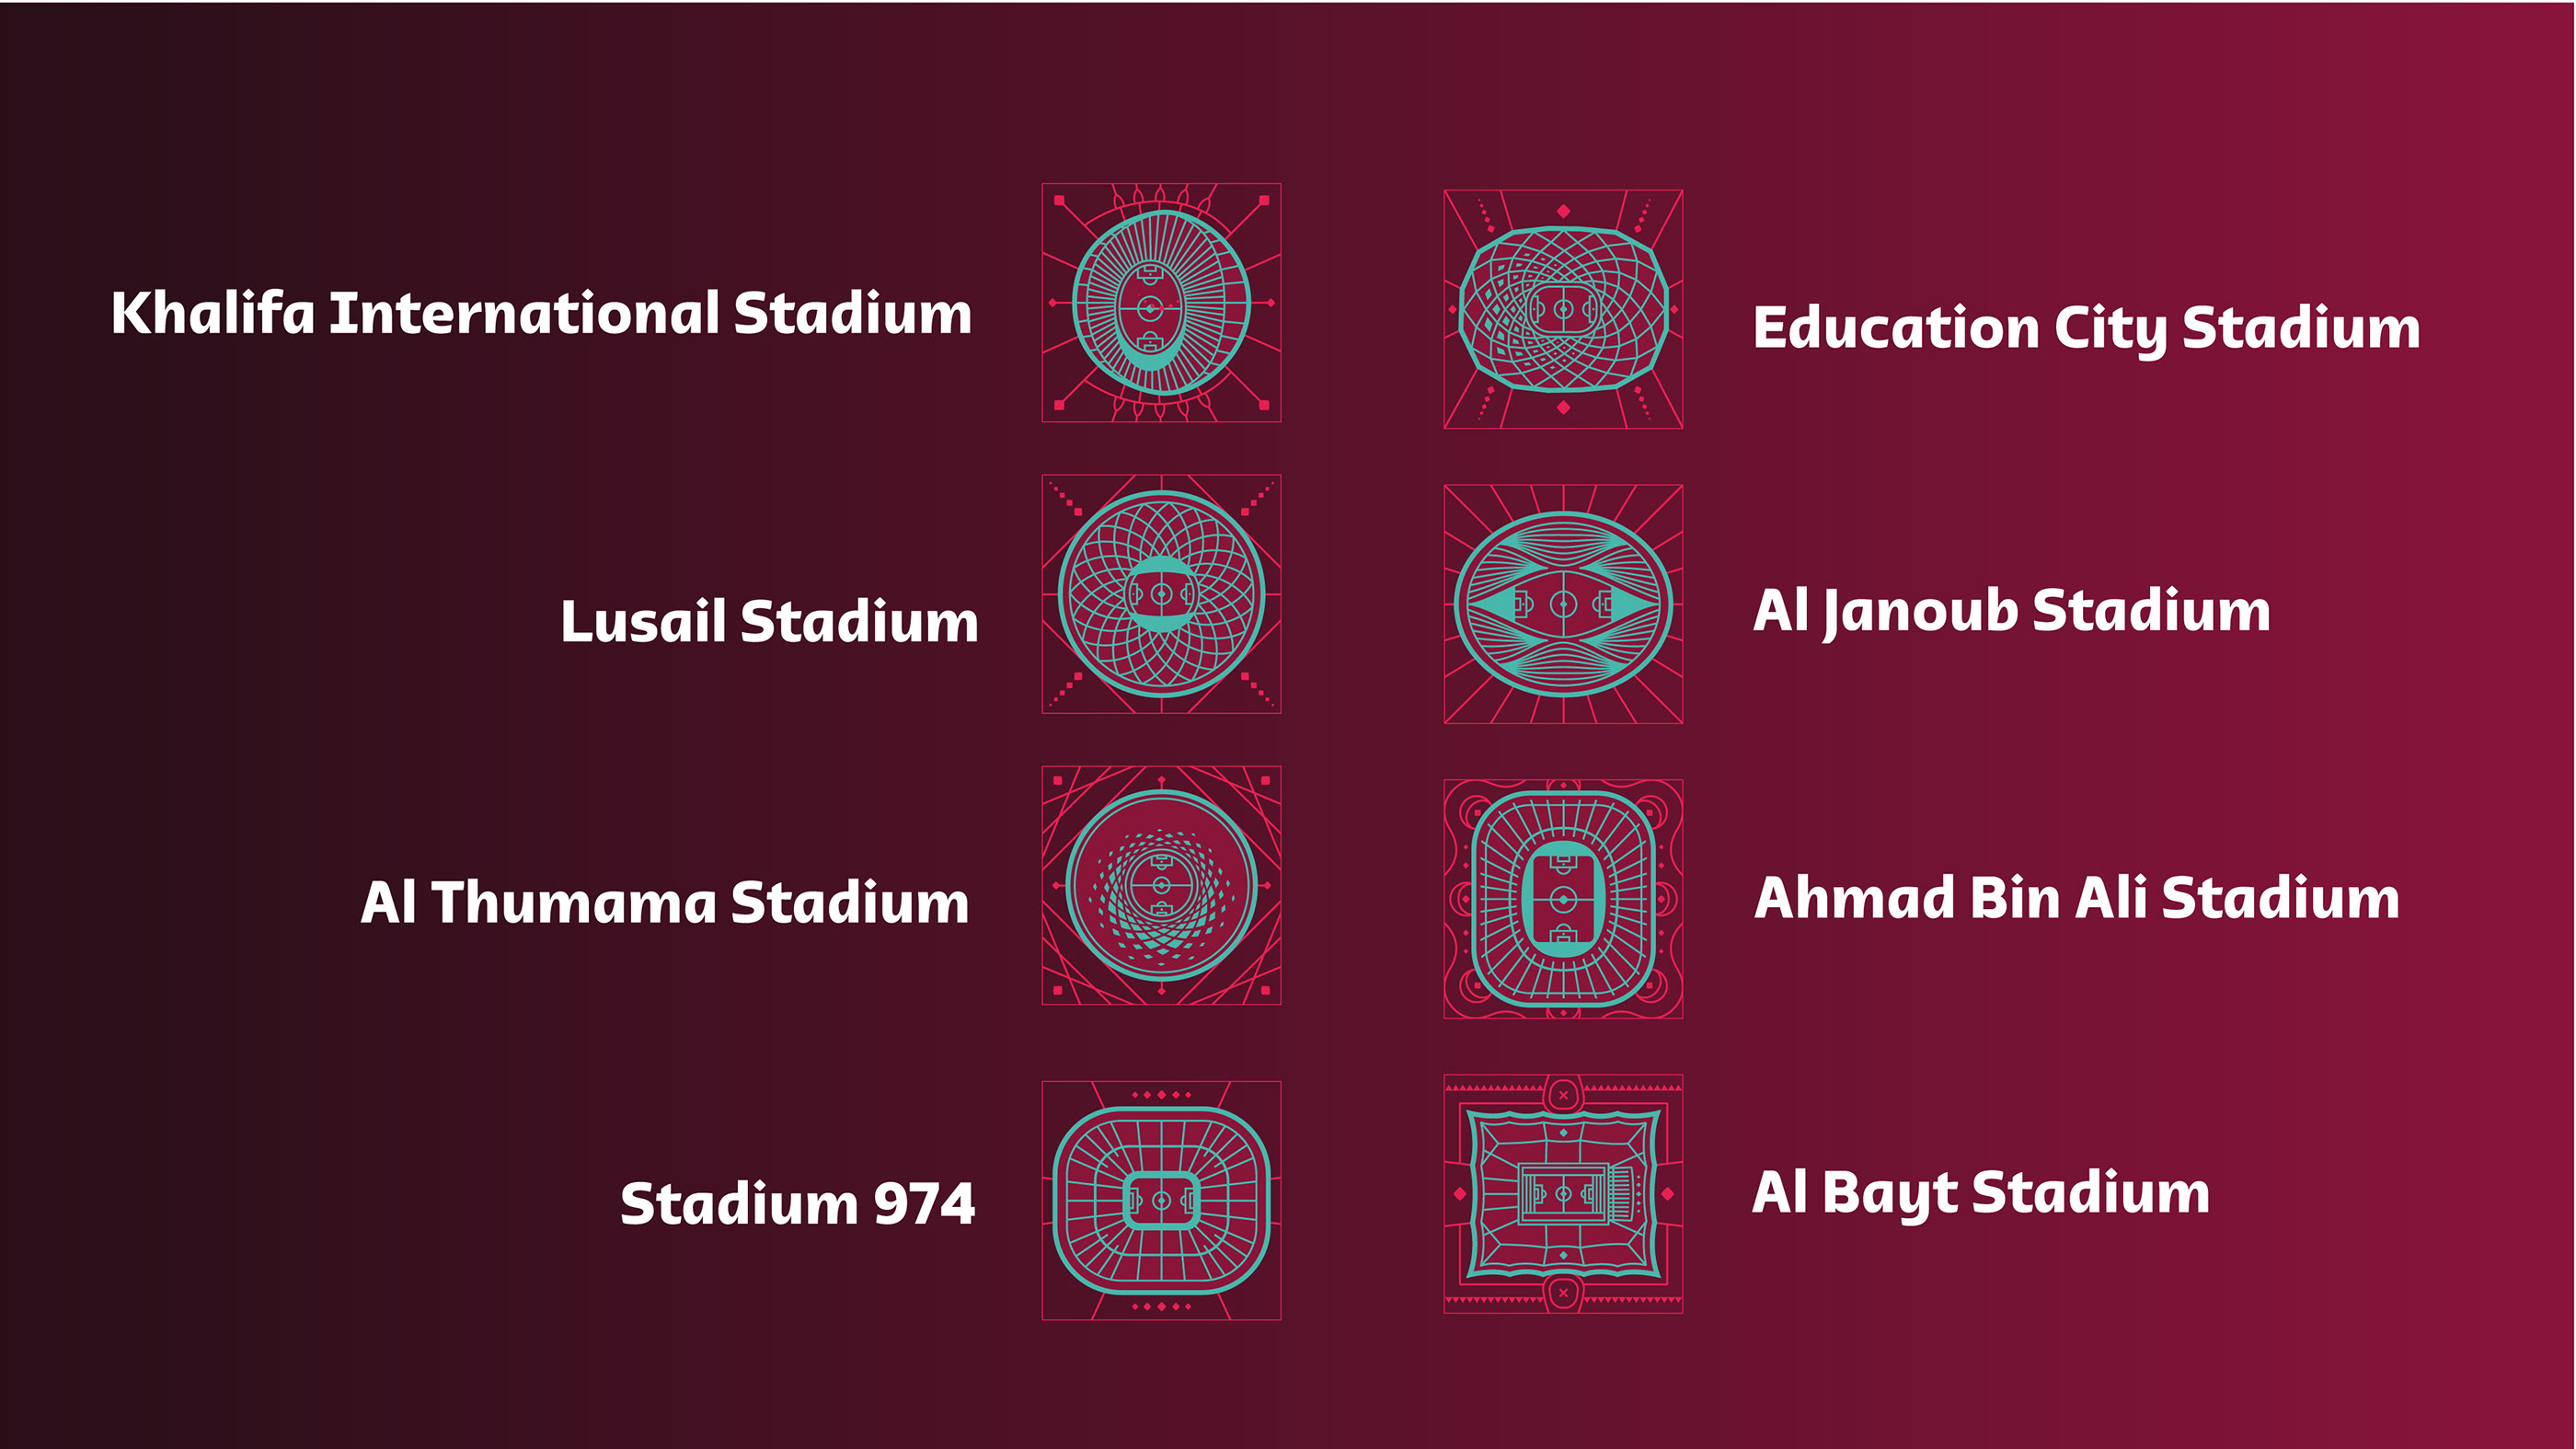 Khalifa International Stadium
Education City Stadium
Lusail Stadium
Al Janoub Stadium
Al Thumama Stadium
Ahmad Bin Ali Stadium
Stadium 974
Al Bayt Stadium